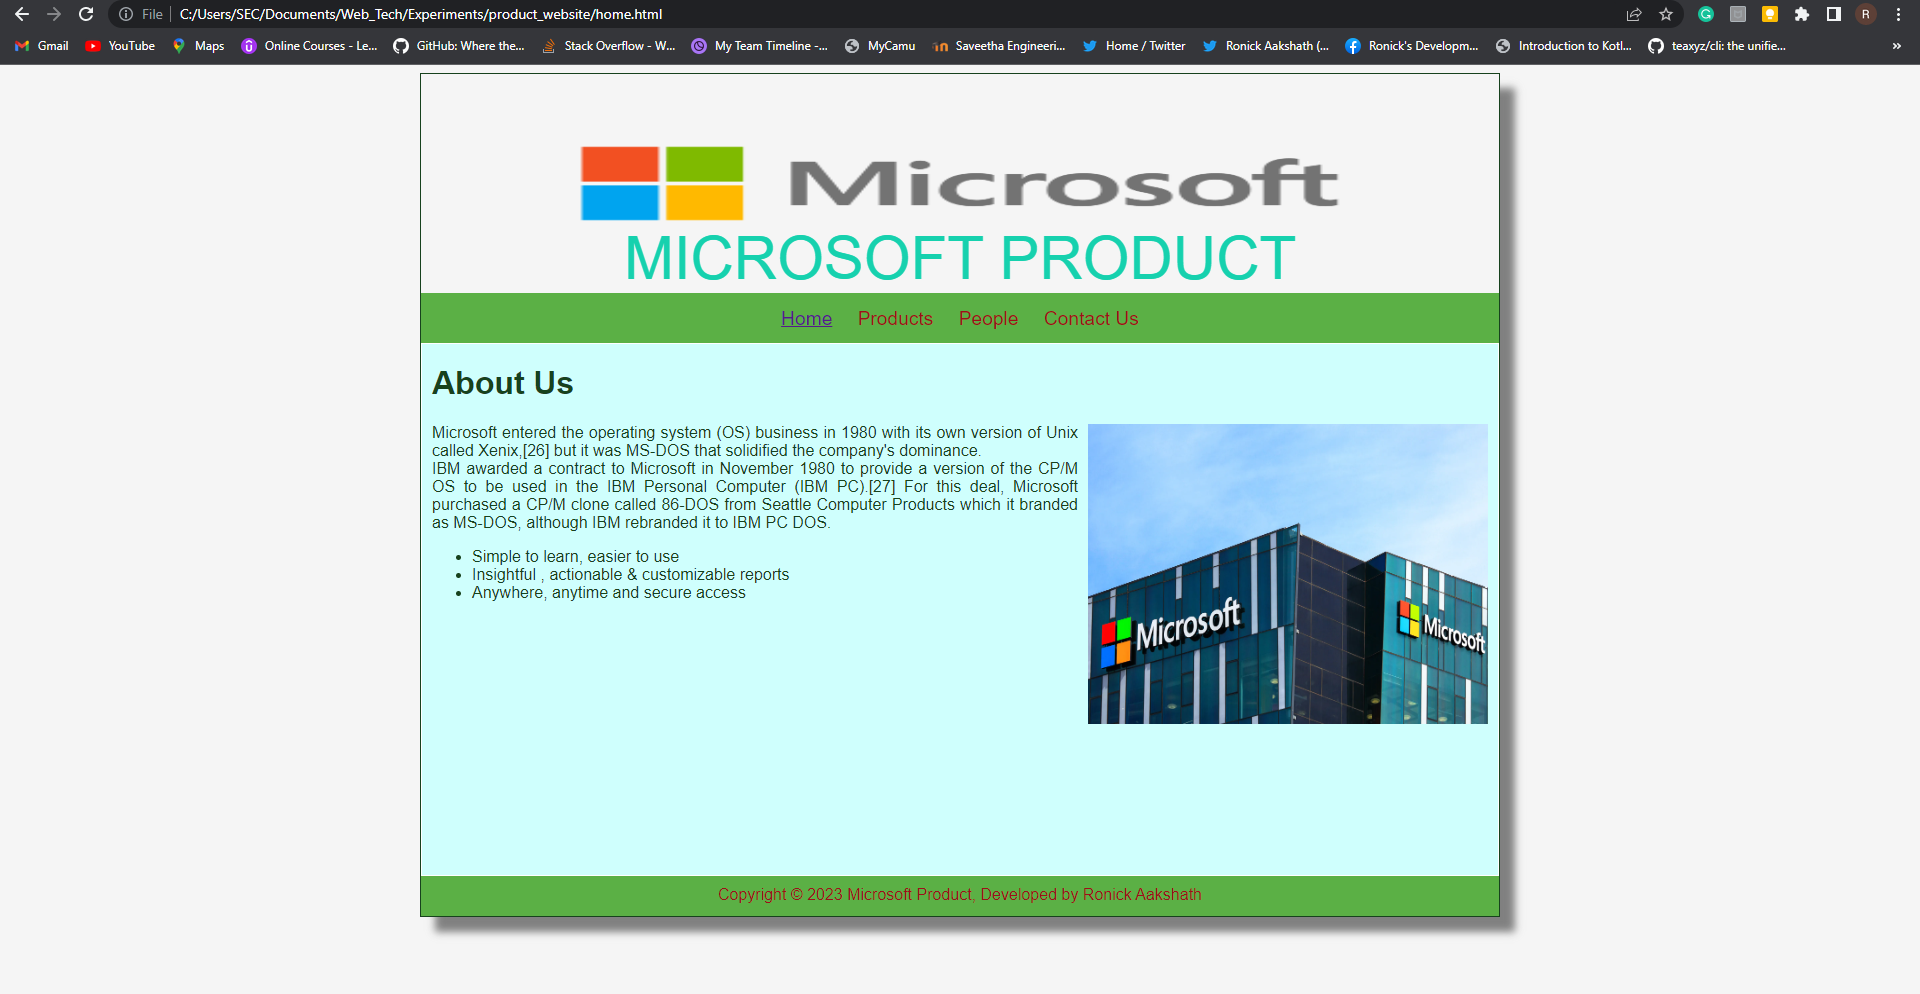 File C:/Users/SEC/Documents/Web_Tech/Experiments/product_website/home.html R
Gmail YouTube Maps Online Courses - Le... GitHub: Where the... Stack Overflow - W... My Team Timeline -... MyCamu Saveetha Engineeri... Home / Twitter Ronick Aakshath (... Ronick's Developm... Introduction to Kotl... teaxyz/cli: the unifie... »
Microsoft
MICROSOFT PRODUCT
Home Products People Contact Us
About Us
Microsoft entered the operating system (OS) business in 1980 with its own version of Unix
called Xenix,[26] but it was MS-DOS that solidified the company's dominance.
IBM awarded a contract to Microsoft in November 1980 to provide a version of the CP/M
OS to be used in the IBM Personal Computer (IBM PC).[27] For this deal, Microsoft
purchased a CP/M clone called 86-DOS from Seattle Computer Products which it branded
as MS-DOS, although IBM rebranded it to IBM PC DOS.
• Simple to learn, easier to use
• Insightful , actionable & customizable reports
• Anywhere, anytime and secure access
Microsoft
Microsoft
Copyright © 2023 Microsoft Product, Developed by Ronick Aakshath